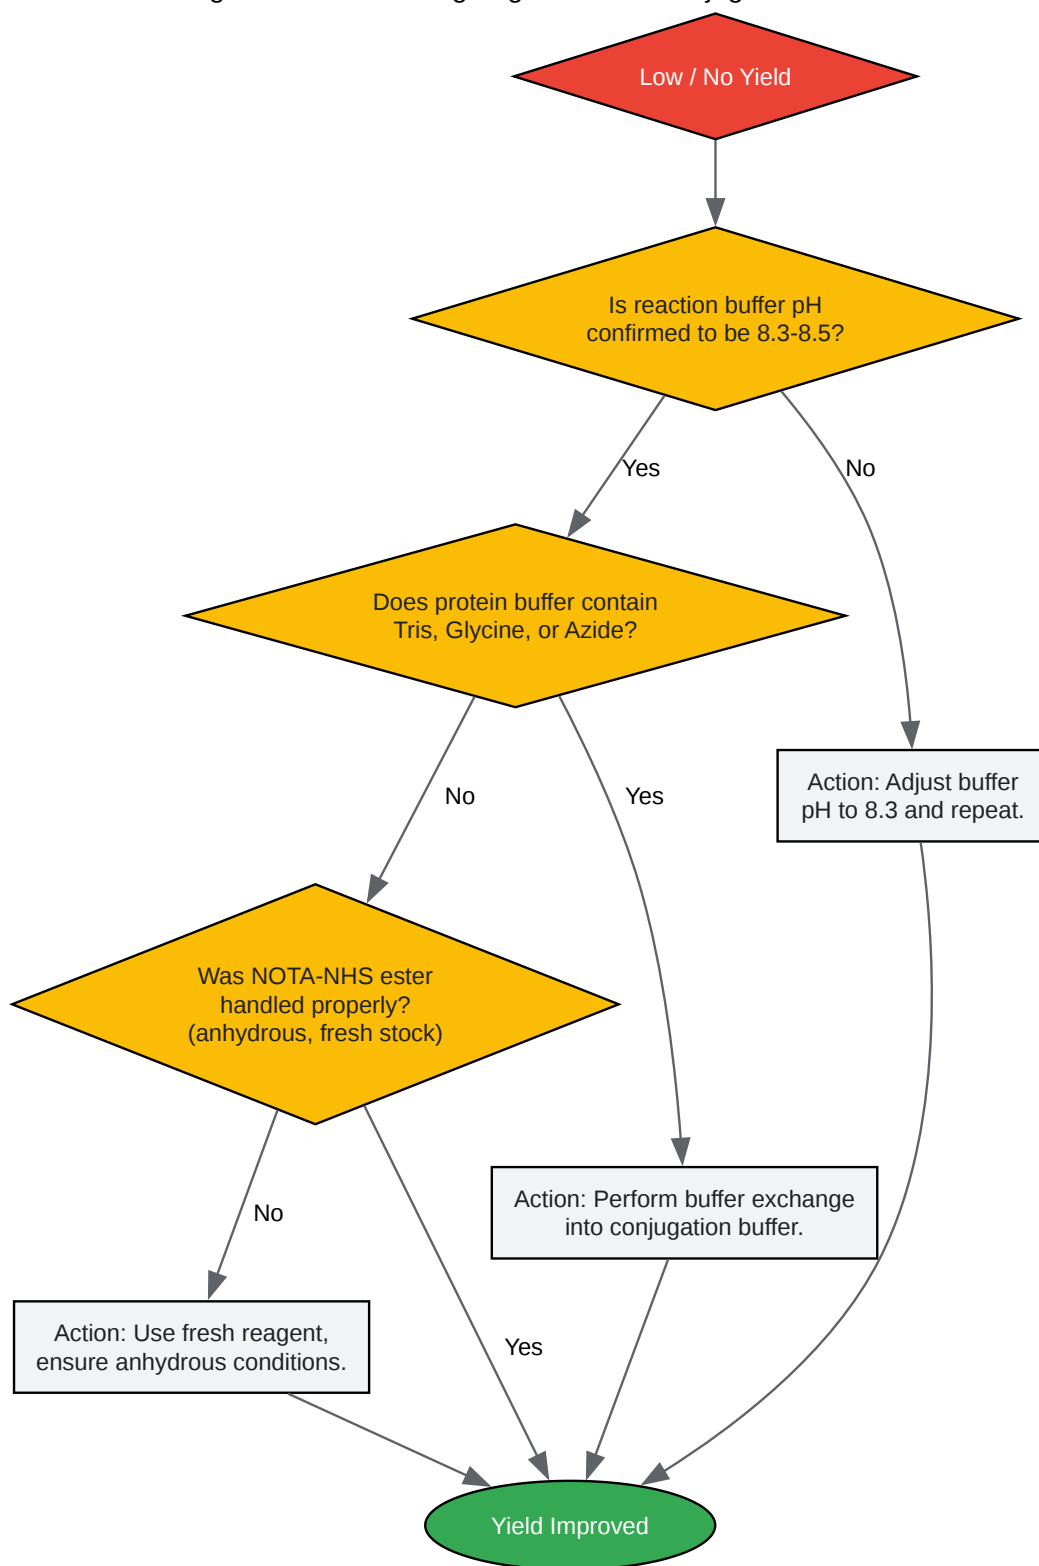 Low / No Yield
Is reaction buffer pH
confirmed to be 8.3-8.5?
Yes
No
Does protein buffer contain
Tris, Glycine, or Azide?
No
Yes
Action: Adjust buffer
pH to 8.3 and repeat.
Was NOTA-NHS ester
handled properly?
(anhydrous, fresh stock)
No
Yes
Action: Perform buffer exchange
into conjugation buffer.
Action: Use fresh reagent,
ensure anhydrous conditions.
Yield Improved